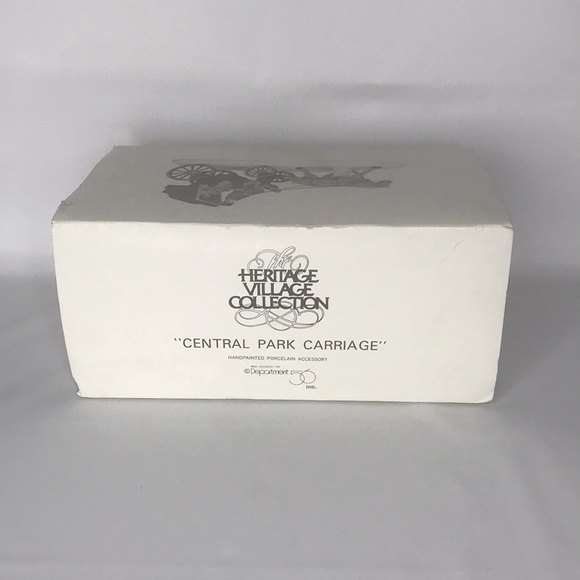 The
HERITAGE
VILLAGE
COLLECTION
"CENTRAL PARK CARRIAGE"
HANDPAINTED PORCELAIN ACCESSORY
© Department 56
INC.